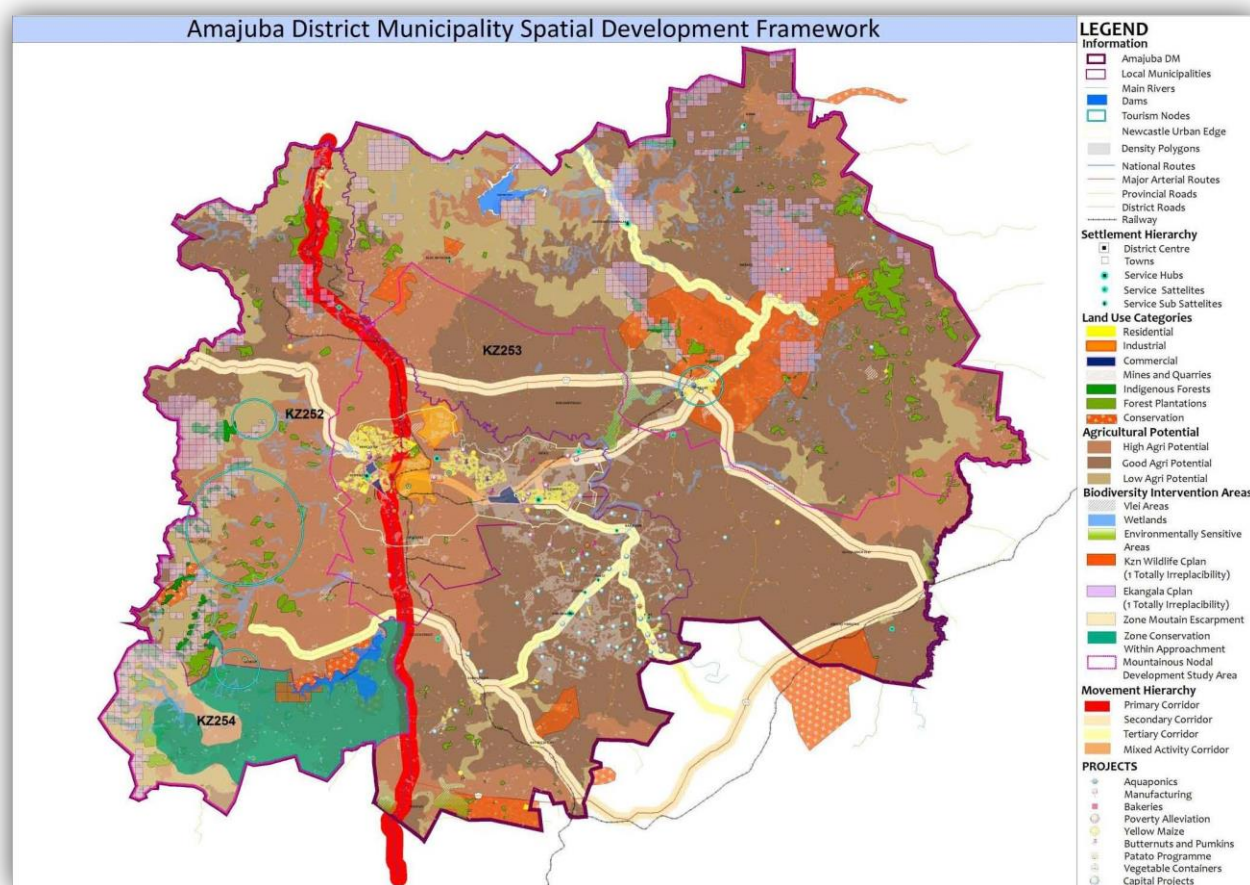 Amajuba District Municipality Spatial Development Framework
KZ253
KZ252
KZ254
LEGEND
Information
Amajuba DM
Local Municipalities
Main Rivers
Dams
Tourism Nodes
Newcastle Urban Edge
Density Polygons
National Routes
Major Arterial Routes
Provincial Roads
District Roads
Railway
Settlement Hierarchy
District Centre
Towns
Service Hubs
Service Sattelites
Service Sub Sattelites
Land Use Categories
Residential
Industrial
Commercial
Mines and Quarries
Indigenous Forests
Forest Plantations
Conservation
Agricultural Potential
High Agri Potential
Good Agri Potential
Low Agri Potential
Biodiversity Intervention Areas
Vlei Areas
Wetlands
Environmentally Sensitive
Areas
Kzn Wildlife Cplan
(1 Totally Irreplacibility)
Ekangala Cplan
(1 Totally Irreplacibility)
Zone Moutain Escarpment
Zone Conservation
Within Approachment
Mountainous Nodal
Development Study Area
Movement Hierarchy
Primary Corridor
Secondary Corridor
Tertiary Corridor
Mixed Activity Corridor
PROJECTS
Aquaponics
Manufacturing
Bakeries
Poverty Alleviation
Yellow Maize
Butternuts and Pumkins
Patato Programme
Vegetable Containers
Capital Projects